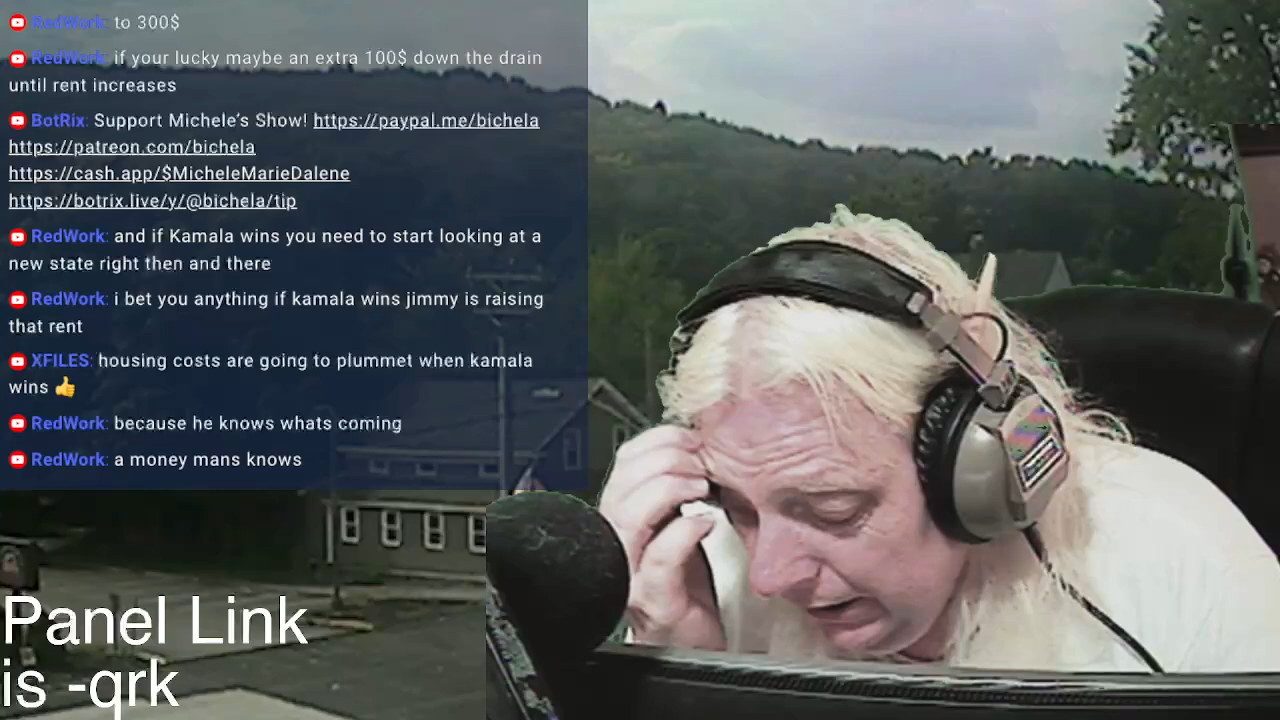 RedWork: to 300$
RedWork: if your lucky maybe an extra 100$ down the drain
until rent increases
BotRix: Support Michele's Show! https://paypal.me/bichela
https://patreon.com/bichela
https://cash.app/$MicheleMarieDalene
https://botrix.live/y/@bichela/tip
RedWork: and if Kamala wins you need to start looking at a
new state right then and there
RedWork: i bet you anything if kamala wins jimmy is raising
that rent
XFILES: housing costs are going to plummet when kamala
wins 👍
RedWork: because he knows whats coming
RedWork: a money mans knows
Panel Link
is -qrk